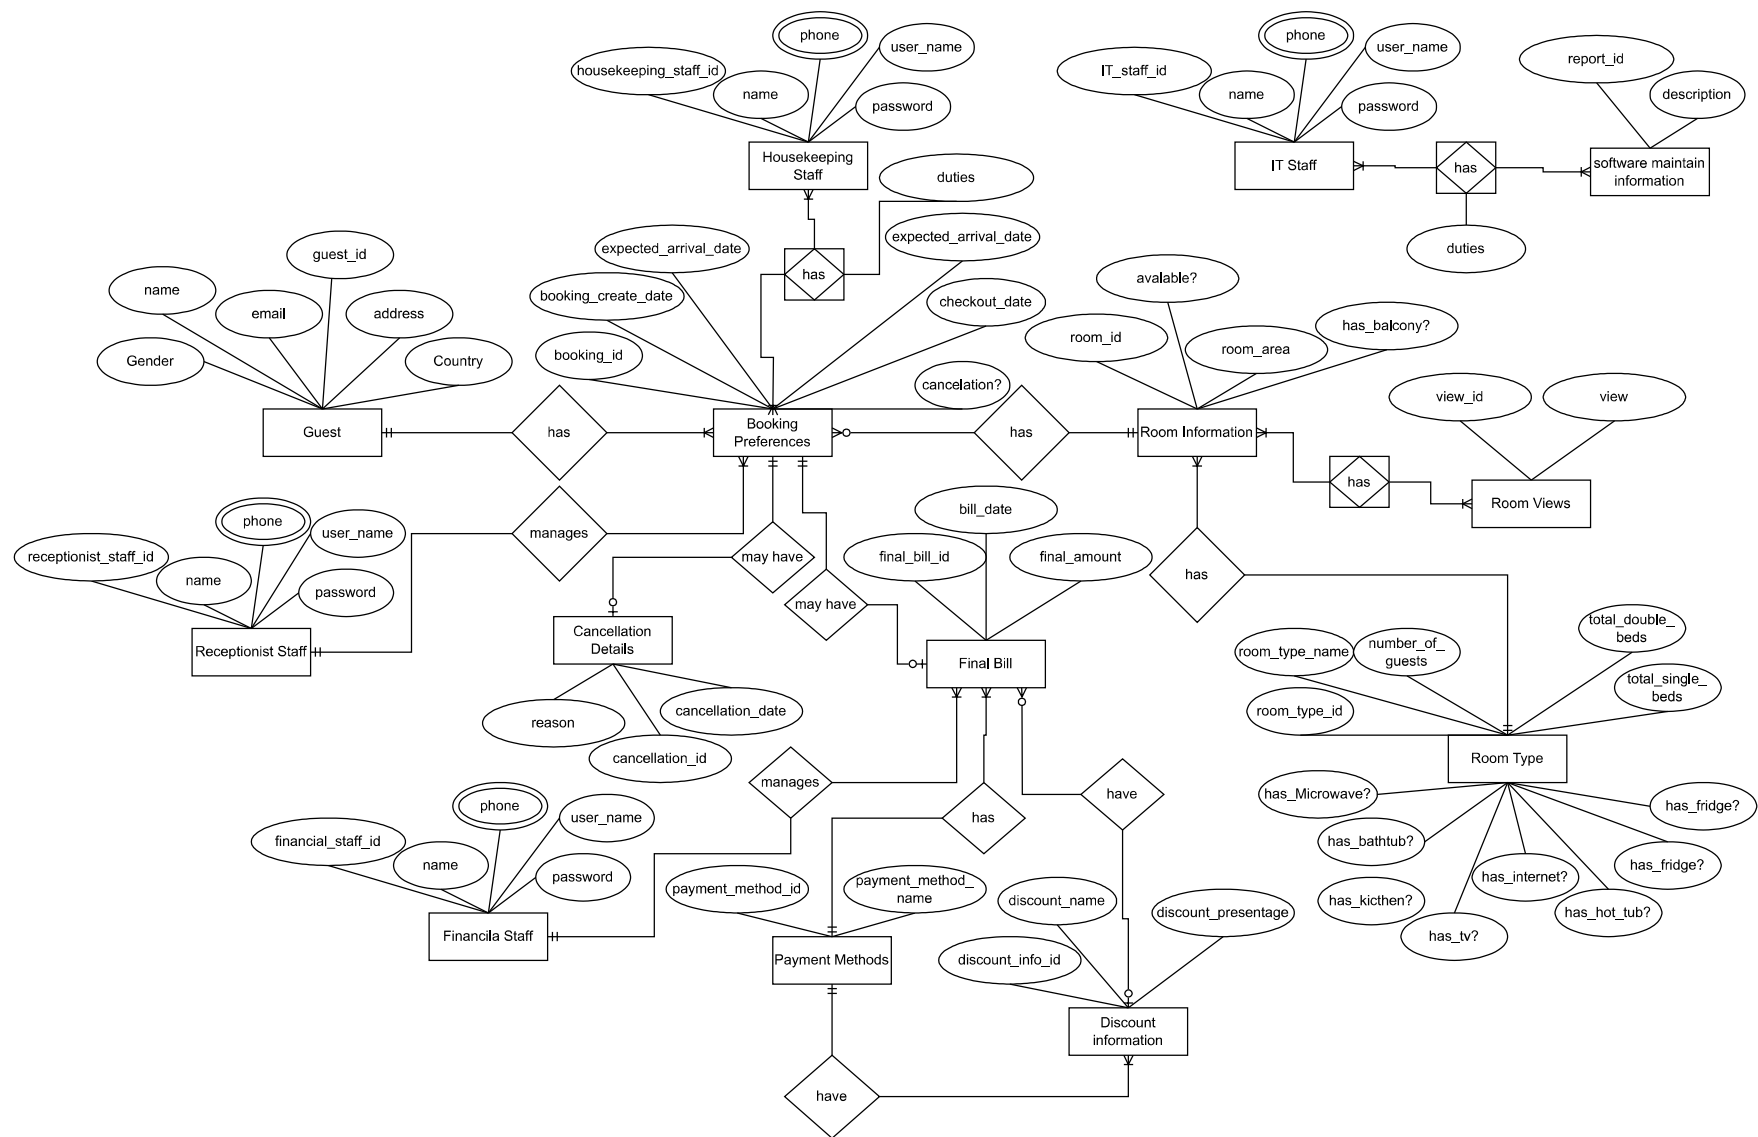 phone
user_name
housekeeping_staff_id
name
password
Housekeeping
Staff
phone
user_name
IT_staff_id
name
password
IT Staff
report_id
description
has
software maintain
information
duties
duties
has
guest_id
name
email
address
Gender
Country
Guest
has
expected_arrival_date
expected_arrival_date
booking_create_date
checkout_date
booking_id
cancelation?
Booking
Preferences
has
avalable?
room_id
room_area
has_balcony?
Room Information
view_id
view
has
Room Views
phone
user_name
receptionist_staff_id
name
password
Receptionist Staff
manages
may have
may have
bill_date
final_bill_id
final_amount
has
Cancellation
Details
reason
cancellation_date
cancellation_id
Final Bill
total_double_
beds
number_of_
guests
room_type_name
total_single_
beds
room_type_id
Room Type
has_Microwave?
has_fridge?
has_bathtub?
has_fridge?
has_internet?
has_kicthen?
has_hot_tub?
has_tv?
manages
has
have
phone
user_name
financial_staff_id
name
password
Financila Staff
payment_method_id
payment_method_
name
Payment Methods
discount_name
discount_presentage
discount_info_id
Discount
information
have